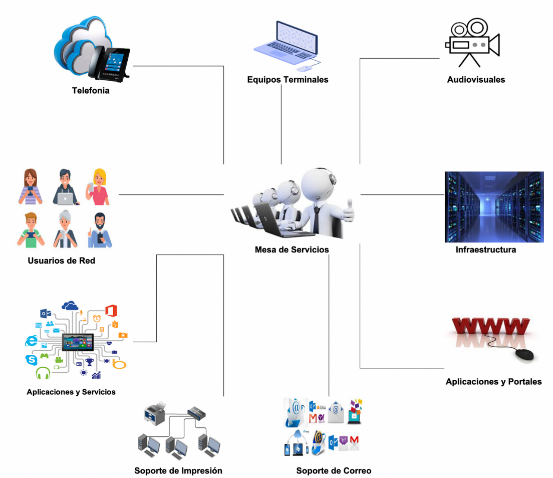 Telefonia
Equipos Terminales
Audiovisuales
Usuarios de Red
Mesa de Servicios
Infraestructura
WWW
Aplicaciones y Servicios
Aplicaciones y Portales
Soporte de Impresión
Soporte de Correo